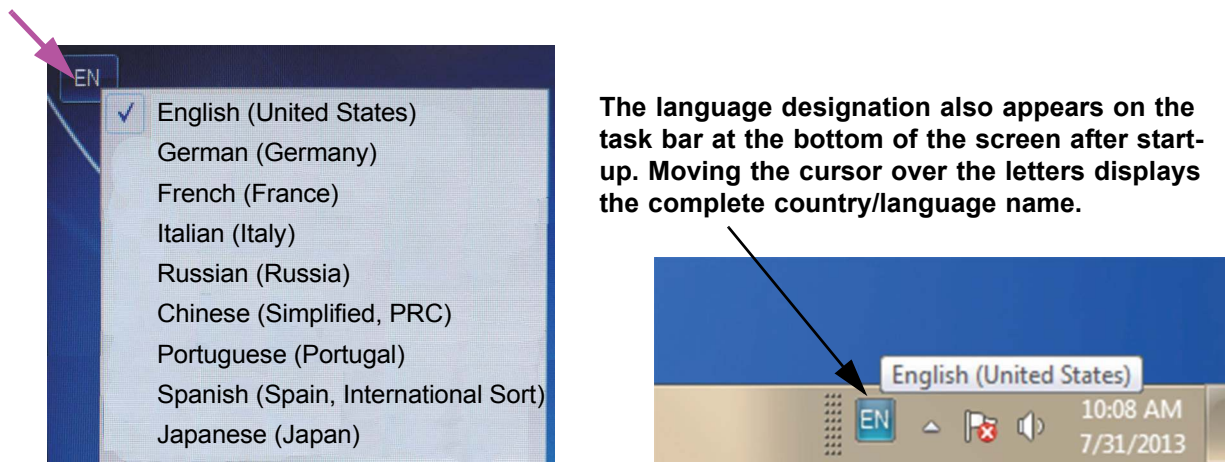 EN
English (United States)
German (Germany)
French (France)
Italian (Italy)
Russian (Russia)
Chinese (Simplified, PRC)
Portuguese (Portugal)
Spanish (Spain, International Sort)
Japanese (Japan)
The language designation also appears on the
task bar at the bottom of the screen after start-
up. Moving the cursor over the letters displays
the complete country/language name.
English (United States)
EN
10:08 AM
7/31/2013